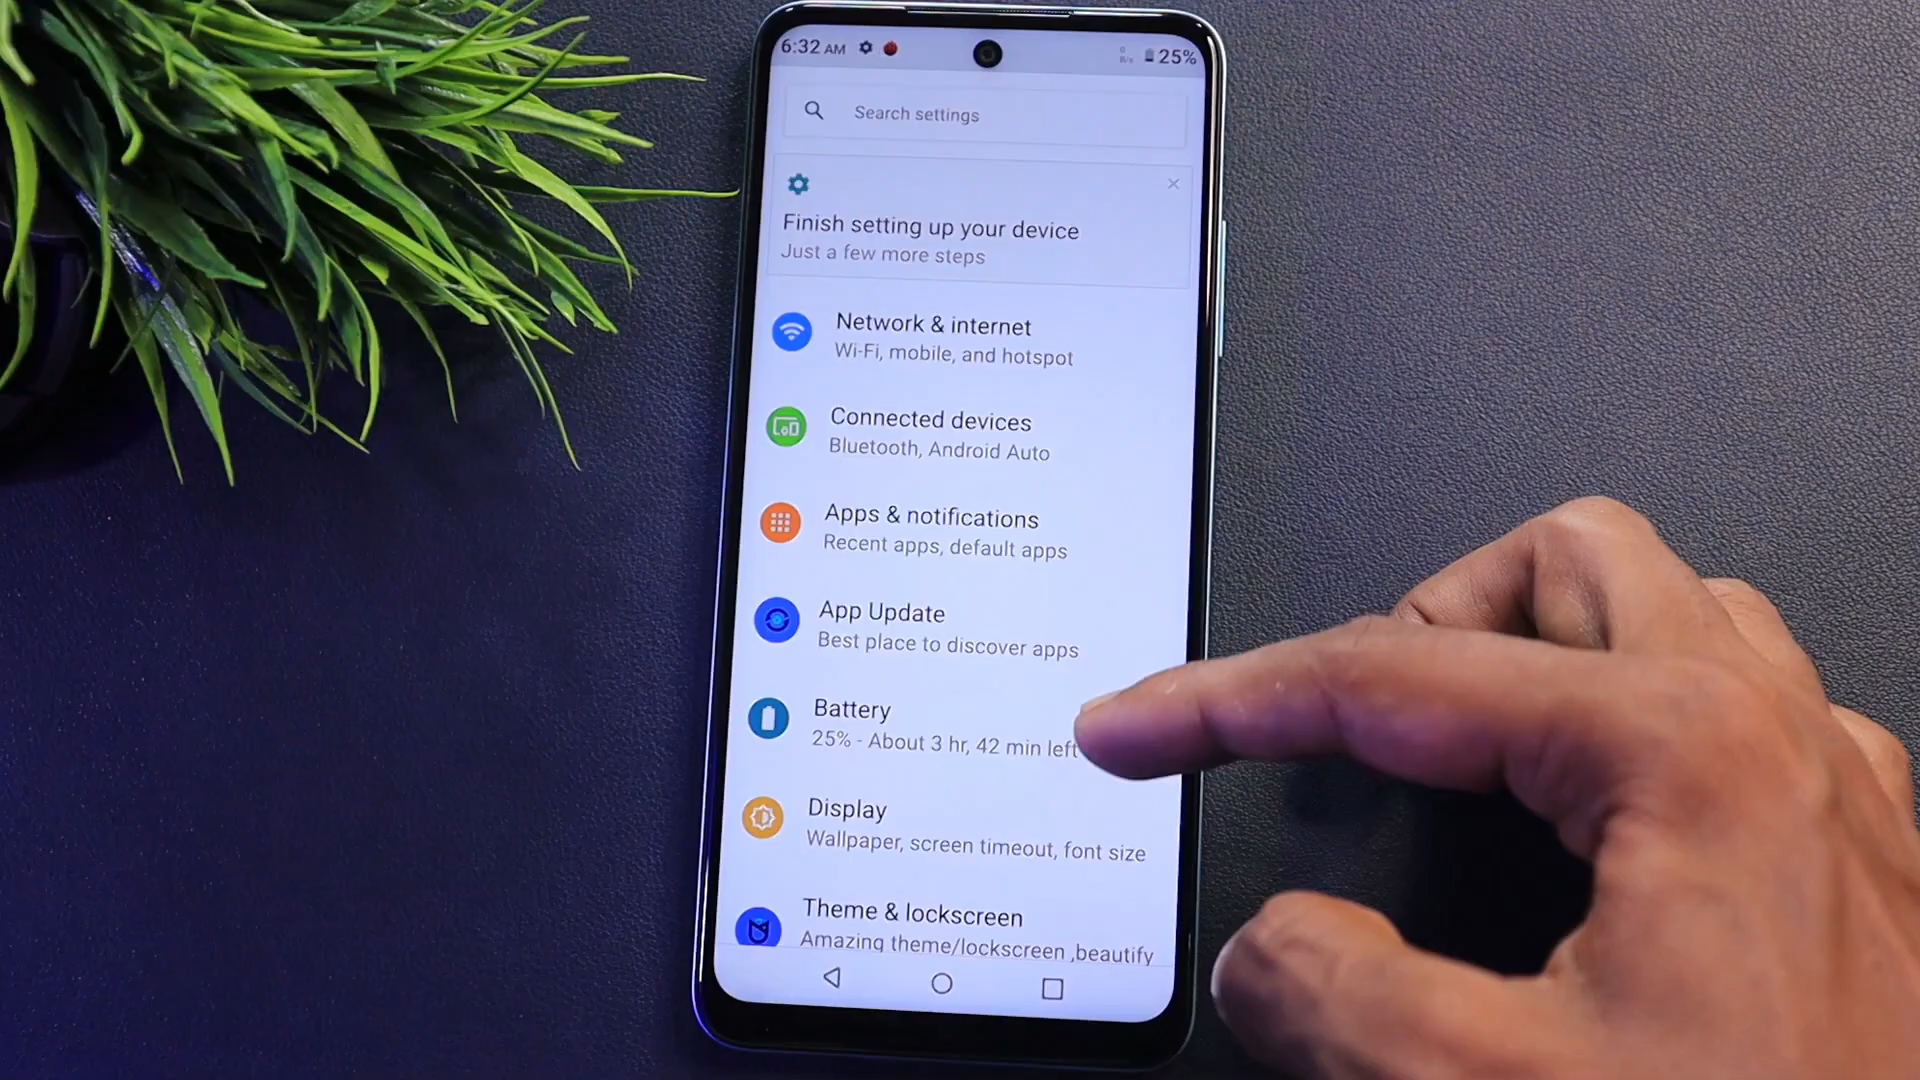 6:32 AM
25%
Search settings
Finish setting up your device
Just a few more steps
Network & internet
Wi-Fi, mobile, and hotspot
Connected devices
Bluetooth, Android Auto
Apps & notifications
Recent apps, default apps
App Update
Best place to discover apps
Battery
25% - About 3 hr, 42 min left
Display
Wallpaper, screen timeout, font size
Theme & lockscreen
Amazing theme/lockscreen ,beautify